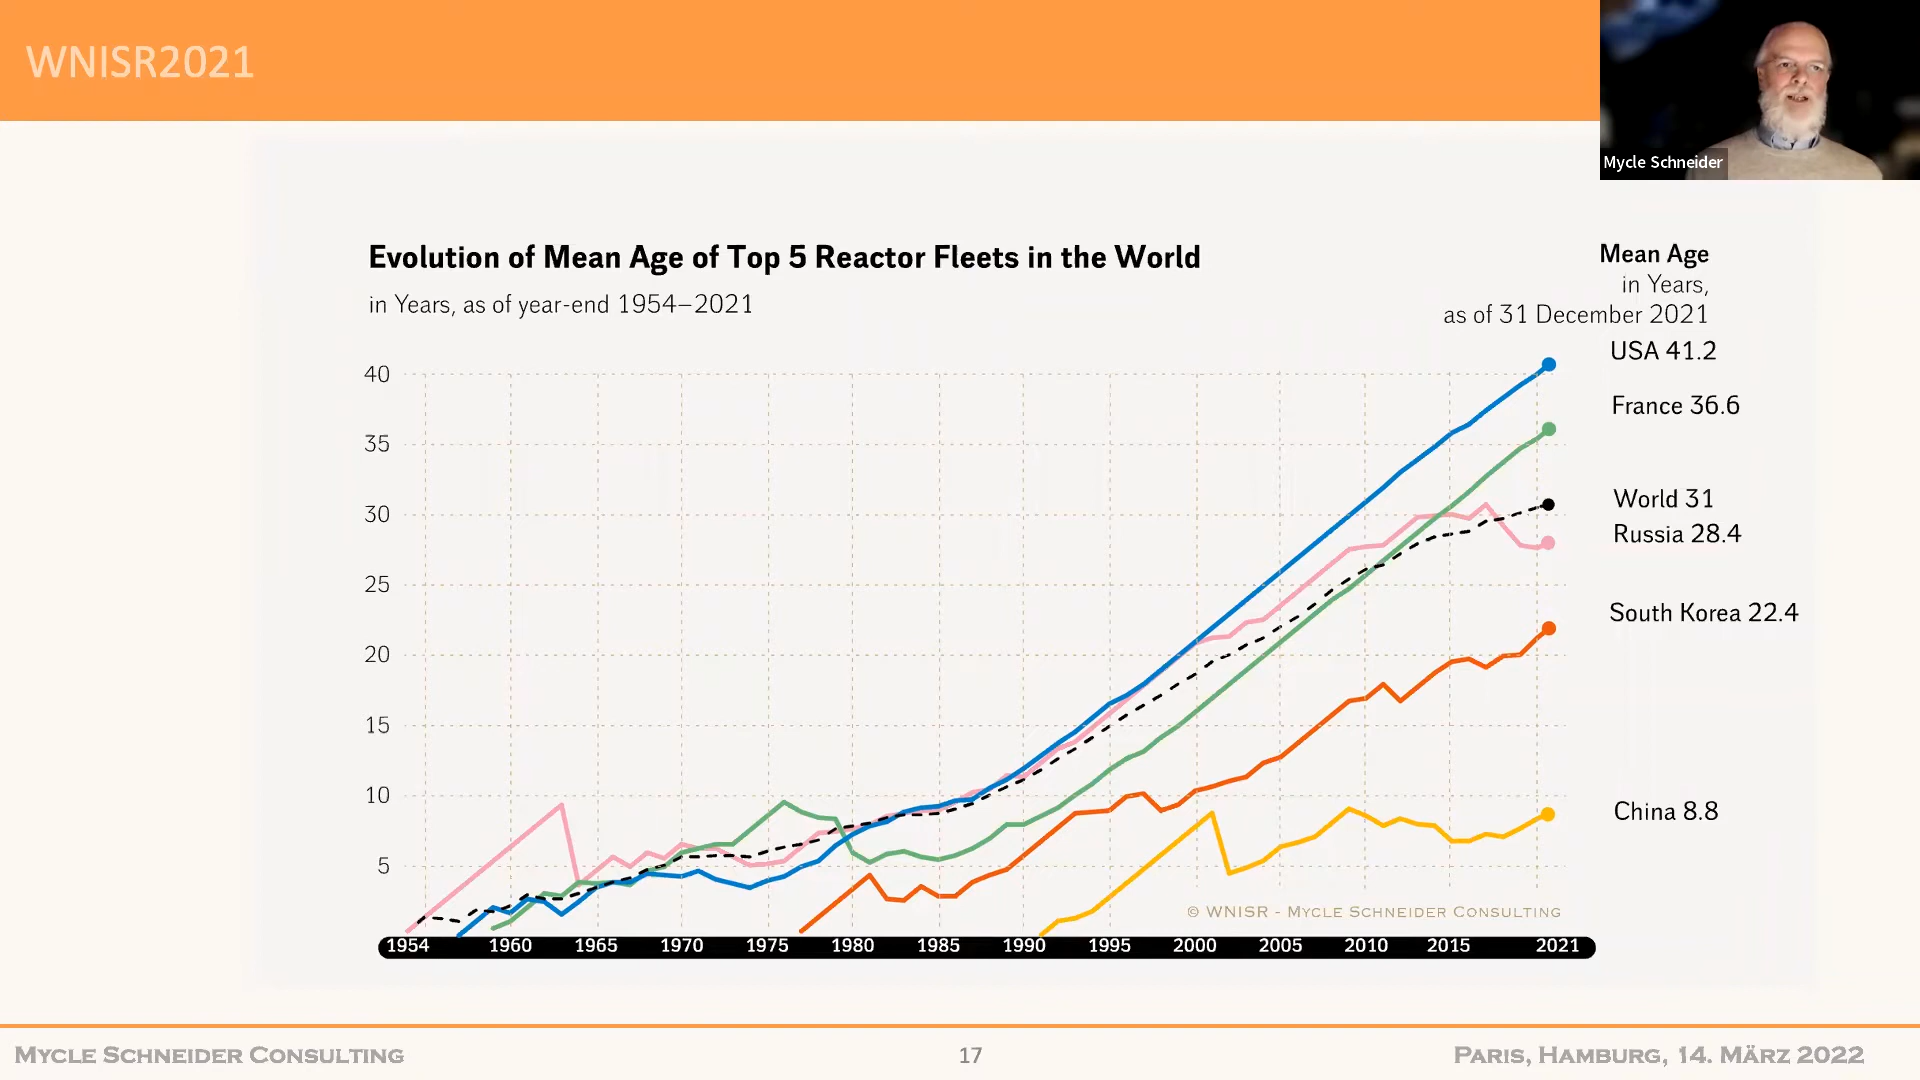 WNISR2021
Mycle Schneider
Evolution of Mean Age of Top 5 Reactor Fleets in the World
in Years, as of year-end 1954–2021
Mean Age
in Years,
as of 31 December 2021
USA 41.2
France 36.6
World 31
Russia 28.4
South Korea 22.4
China 8.8
40
35
30
25
20
15
10
5
© WNISR - Mycle Schneider Consulting
1954 1960 1965 1970 1975 1980 1985 1990 1995 2000 2005 2010 2015 2021
Mycle Schneider Consulting
17
Paris, Hamburg, 14. März 2022